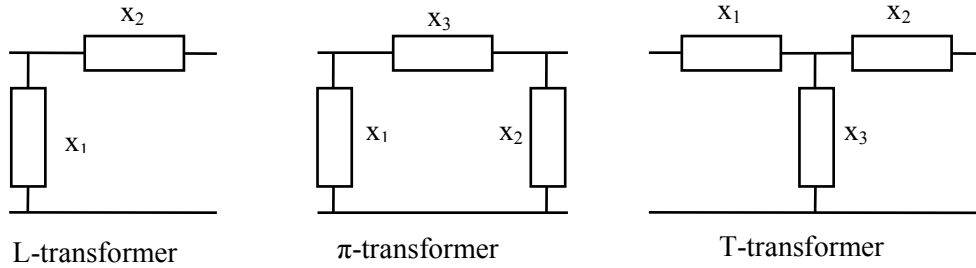 x₂
x₁
L-transformer
x₃
x₁
x₂
π-transformer
x₁
x₂
x₃
T-transformer